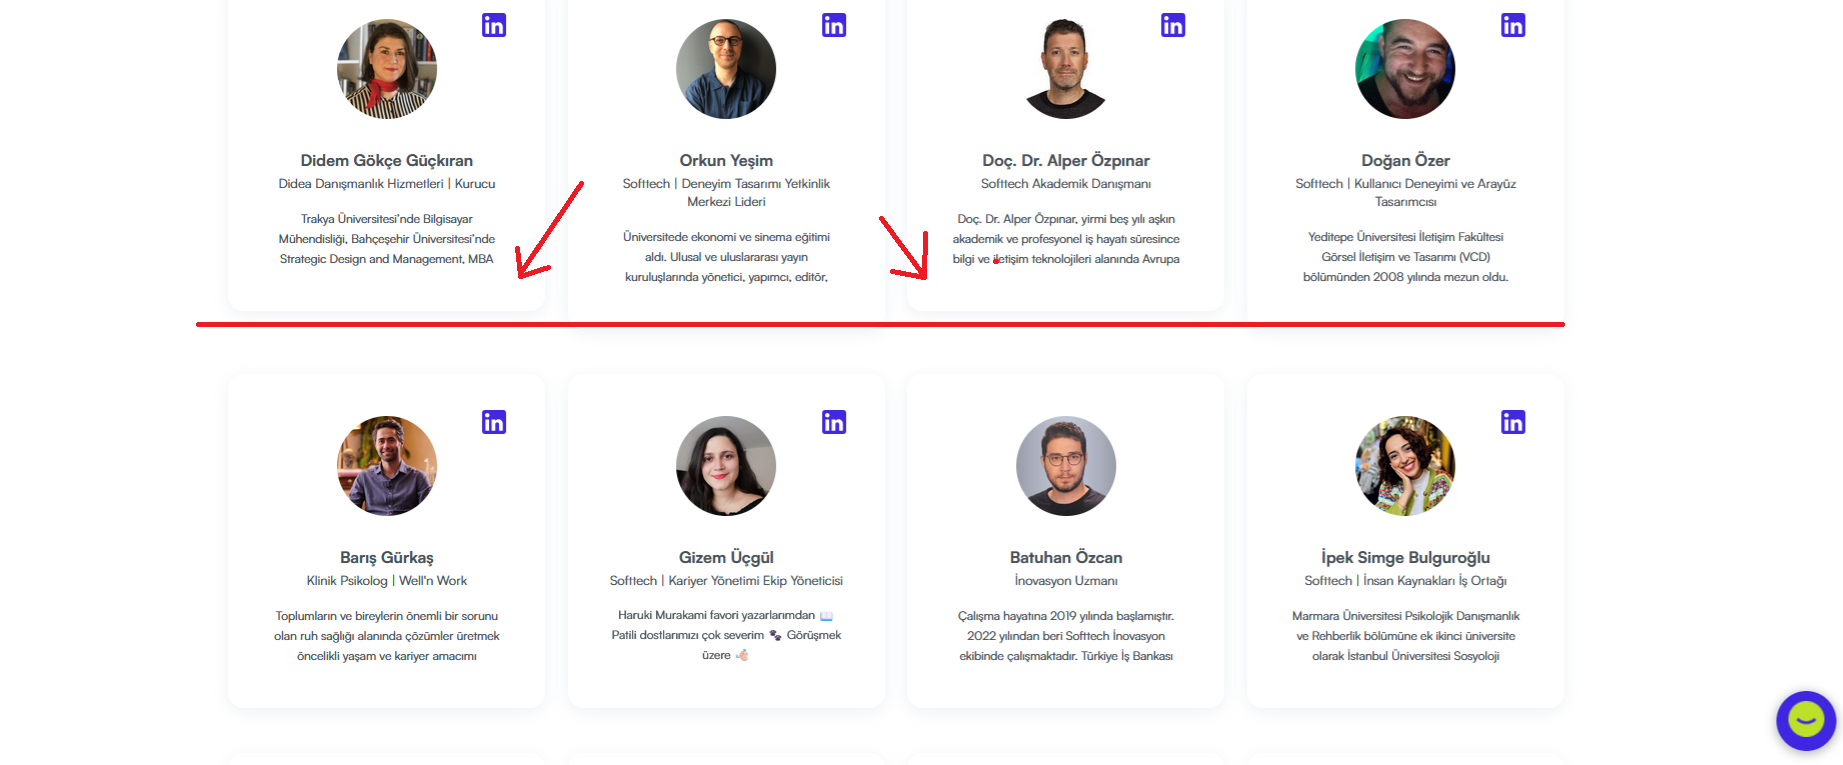 in
in
in
in
Didem Gökçe Güçkıran
Didea Danışmanlık Hizmetleri | Kurucu
Trakya Üniversitesi’nde Bilgisayar
Mühendisliği, Bahçeşehir Üniversitesi’nde
Strategic Design and Management, MBA
Orkun Yeşim
Softtech | Deneyim Tasarımı Yetkinlik
Merkezi Lideri
Üniversitede ekonomi ve sinema eğitimi
aldı. Ulusal ve uluslararası yayın
kuruluşlarında yönetici, yapımcı, editör,
Doç. Dr. Alper Özpınar
Softtech Akademik Danışmanı
Doç. Dr. Alper Özpınar, yirmi beş yılı aşkın
akademik ve profesyonel iş hayatı süresince
bilgi ve iletişim teknolojileri alanında Avrupa
Doğan Özer
Softtech | Kullanıcı Deneyimi ve Arayüz
Tasarımcısı
Yeditepe Üniversitesi İletişim Fakültesi
Görsel İletişim ve Tasarımı (VCD)
bölümünden 2008 yılında mezun oldu.
in
in
in
Barış Gürkaş
Klinik Psikolog | Well'n Work
Toplumların ve bireylerin önemli bir sorunu
olan ruh sağlığı alanında çözümler üretmek
öncelikli yaşam ve kariyer amacımı
Gizem Üçgül
Softtech | Kariyer Yönetimi Ekip Yöneticisi
Haruki Murakami favori yazarlarımdan 📖
Patili dostlarımızı çok severim 🐾 Görüşmek
üzere 👋🏻
Batuhan Özcan
İnovasyon Uzmanı
Çalışma hayatına 2019 yılında başlamıştır.
2022 yılından beri Softtech İnovasyon
ekibinde çalışmaktadır. Türkiye İş Bankası
İpek Simge Bulguroğlu
Softtech | İnsan Kaynakları İş Ortağı
Marmara Üniversitesi Psikolojik Danışmanlık
ve Rehberlik bölümüne ek ikinci üniversite
olarak İstanbul Üniversitesi Sosyoloji